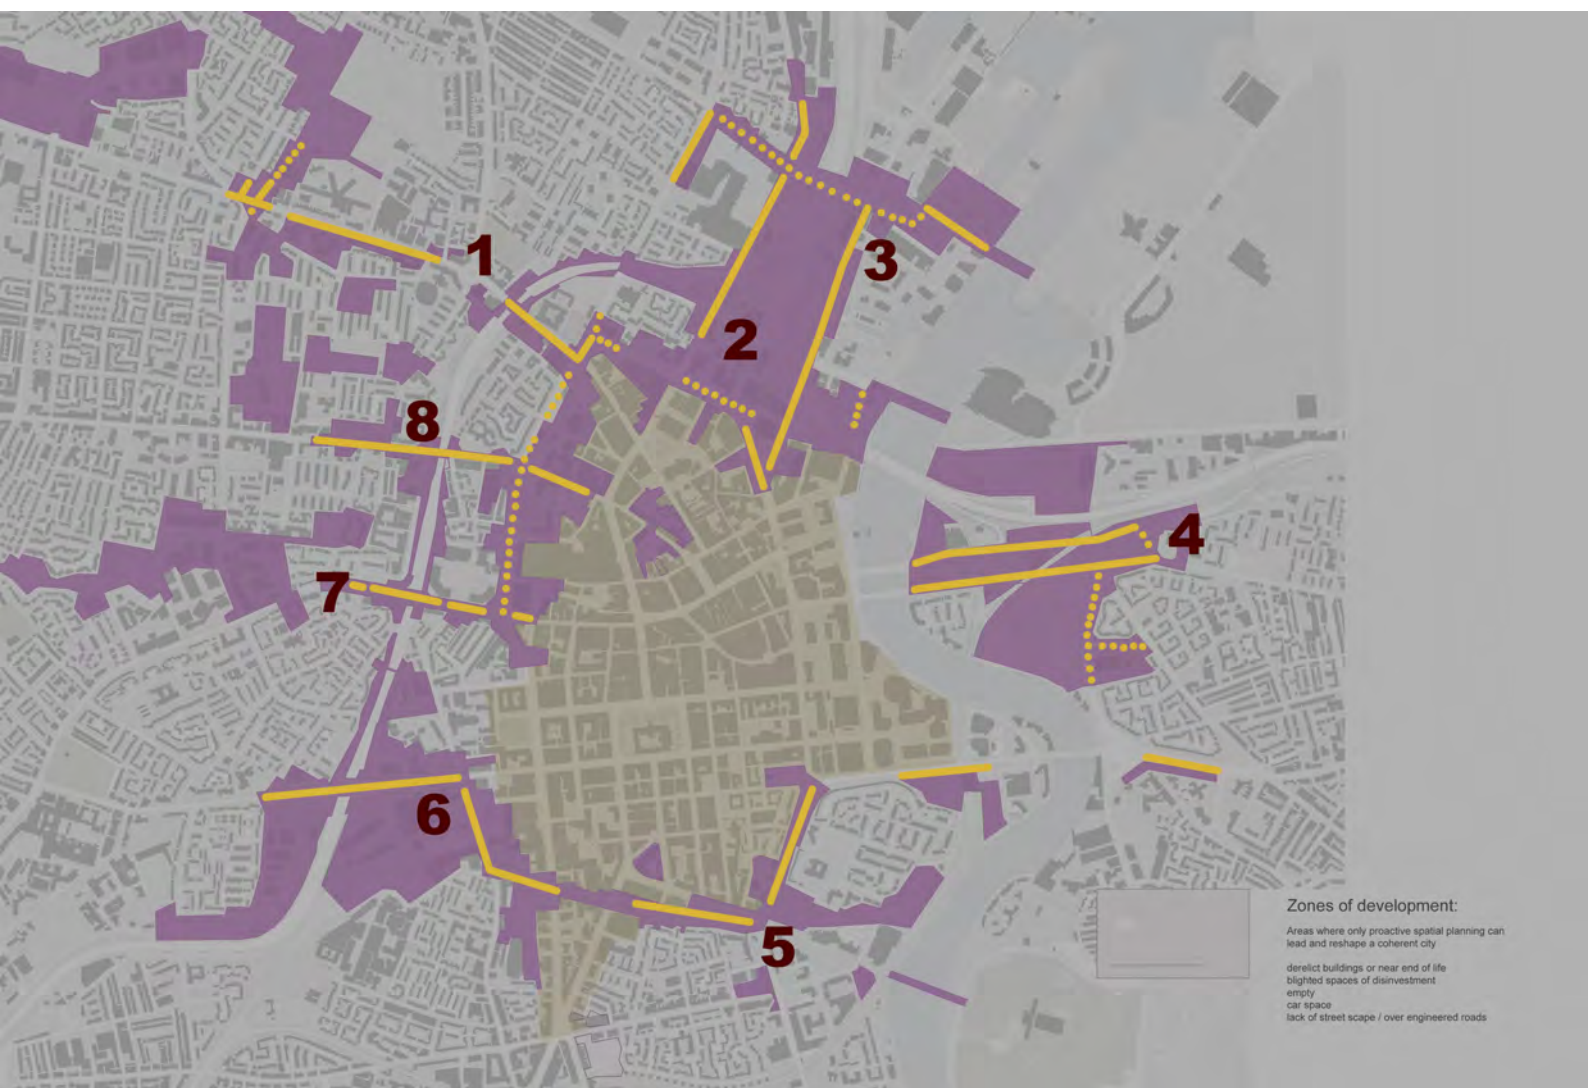 1
2
3
8
4
7
6
5
Zones of development:
Areas where only proactive spatial planning can
lead and reshape a coherent city
derelict buildings or near end of life
blighted spaces of disinvestment
empty
car space
lack of street scape / over engineered roads